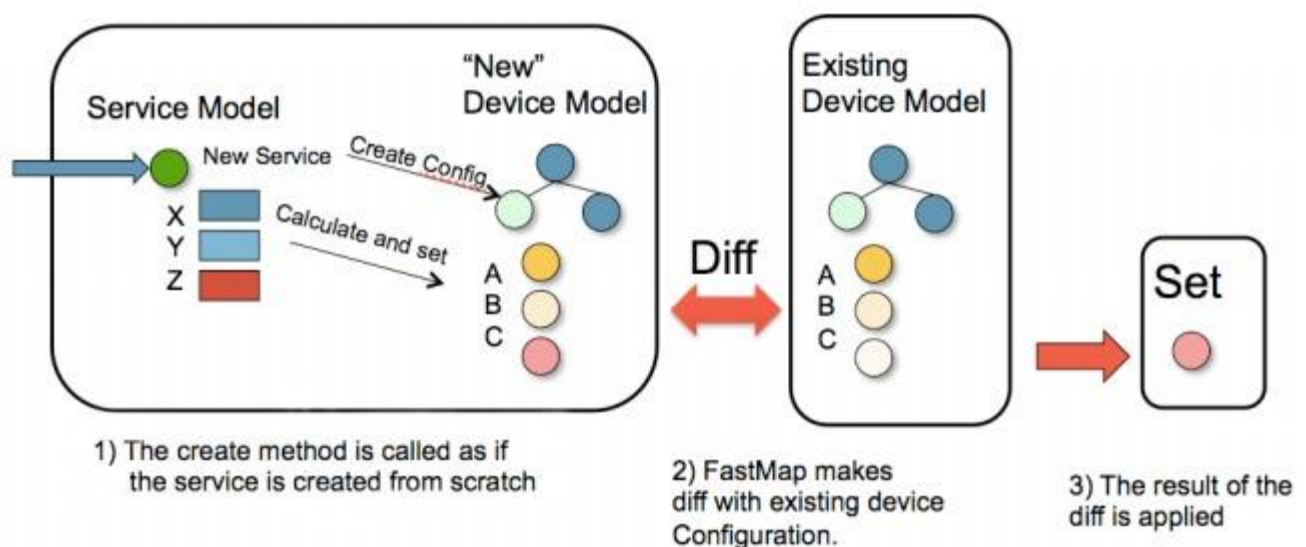 Service Model
New Service
X
Y
Z
Create Config
Calculate and set
“New”
Device Model
A
B
C
Diff
Existing
Device Model
A
B
C
Set
1) The create method is called as if
the service is created from scratch
2) FastMap makes
diff with existing device
Configuration.
3) The result of the
diff is applied